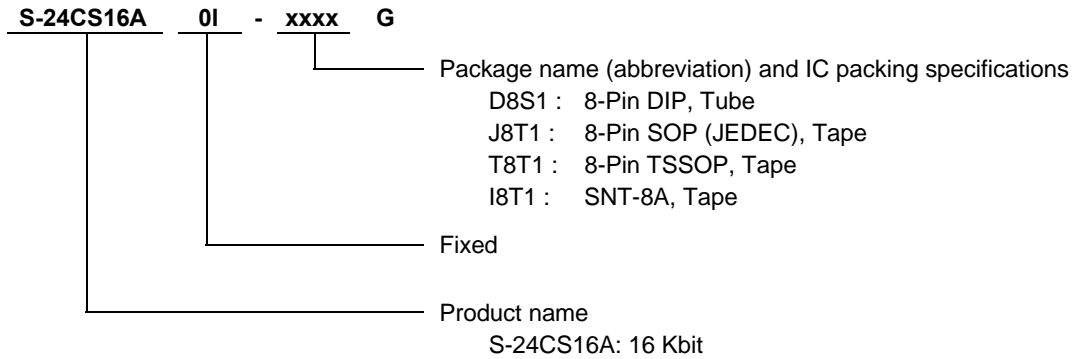 S-24CS16A 0I - xxxx G
Package name (abbreviation) and IC packing specifications
D8S1 : 8-Pin DIP, Tube
J8T1 : 8-Pin SOP (JEDEC), Tape
T8T1 : 8-Pin TSSOP, Tape
I8T1 : SNT-8A, Tape
Fixed
Product name
S-24CS16A: 16 Kbit